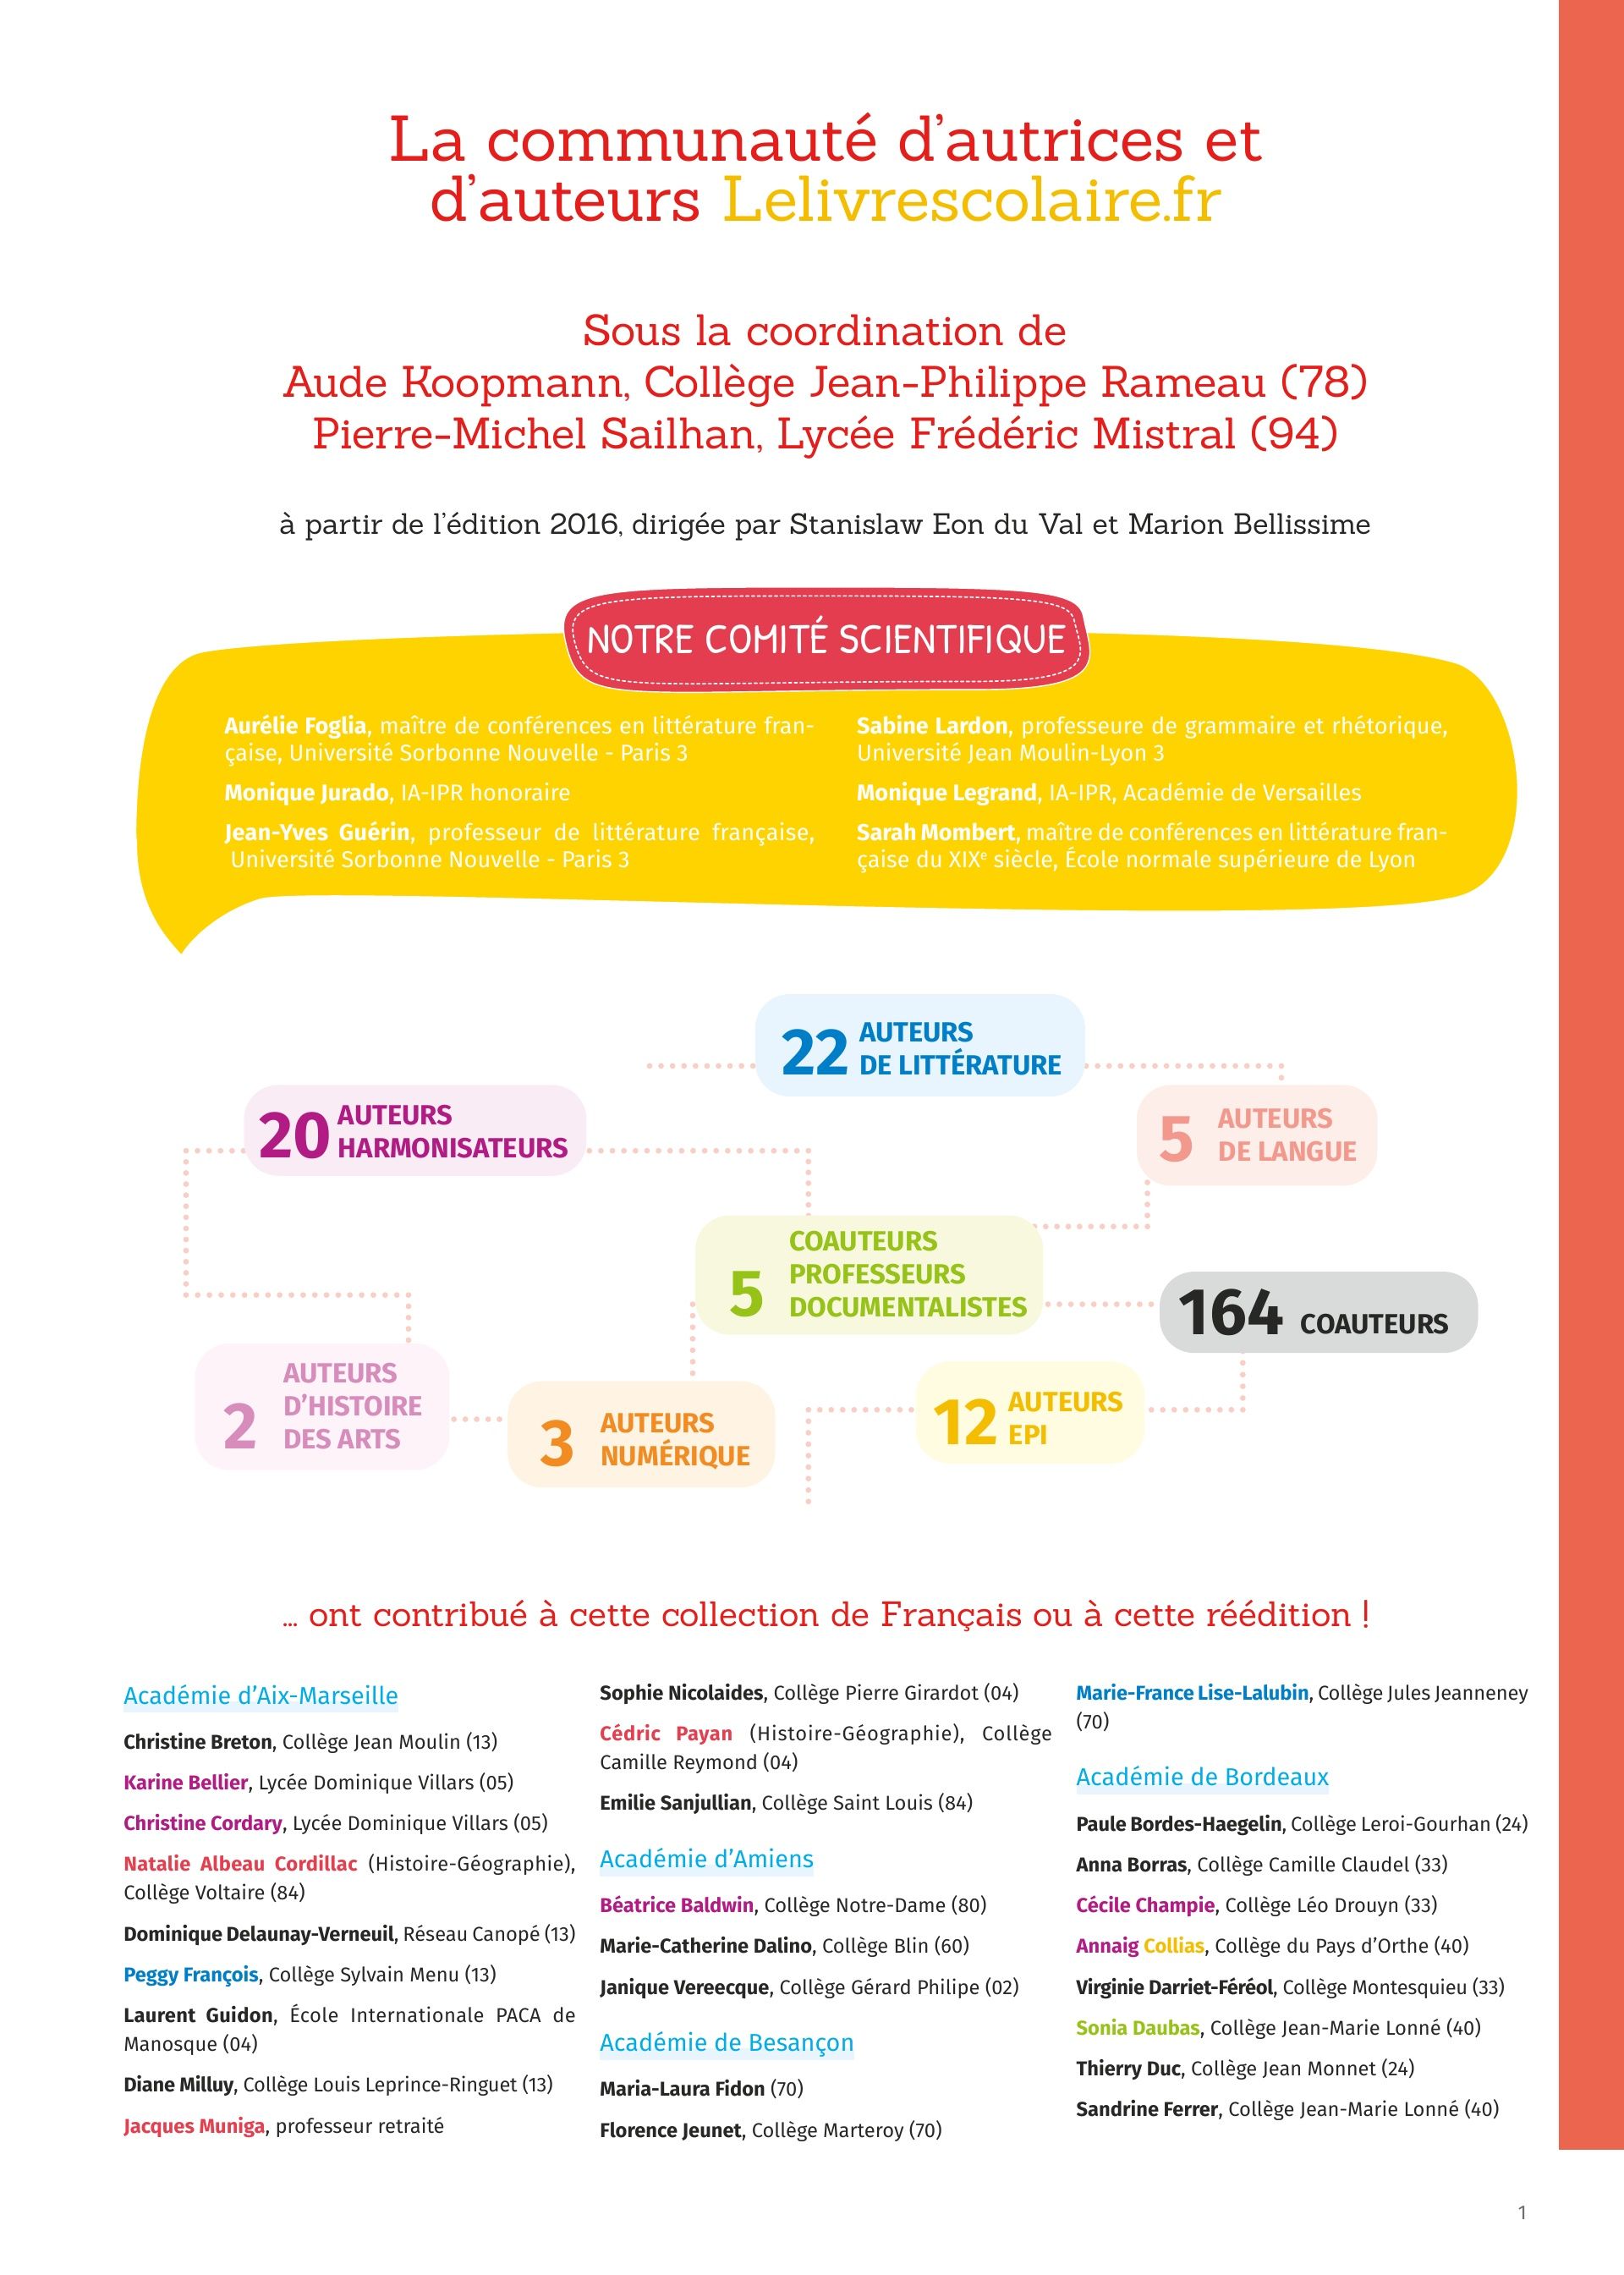 La communauté d'autrices et
d'auteurs Lelivrescolaire.fr
Sous la coordination de
Aude Koopmann, Collège Jean-Philippe Rameau (78)
Pierre-Michel Sailhan, Lycée Frédéric Mistral (94)
à partir de l'édition 2016, dirigée par Stanislaw Eon du Val et Marion Bellissime
NOTRE COMITÉ SCIENTIFIQUE
Aurélie Foglia, maître de conférences en littérature fran-
çaise, Université Sorbonne Nouvelle - Paris 3
Monique Jurado, IA-IPR honoraire
Jean-Yves Guérin, professeur de littérature française,
Université Sorbonne Nouvelle - Paris 3
Sabine Lardon, professeure de grammaire et rhétorique,
Université Jean Moulin-Lyon 3
Monique Legrand, IA-IPR, Académie de Versailles
Sarah Mombert, maître de conférences en littérature fran-
çaise du XIXe siècle, École normale supérieure de Lyon
22 AUTEURS
DE LITTÉRATURE
20 AUTEURS
HARMONISATEURS
5 AUTEURS
DE LANGUE
5 COAUTEURS
PROFESSEURS
DOCUMENTALISTES
164 COAUTEURS
2 AUTEURS
D'HISTOIRE
DES ARTS
3 AUTEURS
NUMÉRIQUE
12 AUTEURS
EPI
... ont contribué à cette collection de Français ou à cette réédition !
Académie d'Aix-Marseille
Christine Breton, Collège Jean Moulin (13)
Karine Bellier, Lycée Dominique Villars (05)
Christine Cordary, Lycée Dominique Villars (05)
Natalie Albeau Cordillac (Histoire-Géographie),
Collège Voltaire (84)
Dominique Delaunay-Verneuil, Réseau Canopé (13)
Peggy François, Collège Sylvain Menu (13)
Laurent Guidon, École Internationale PACA de
Manosque (04)
Diane Milluy, Collège Louis Leprince-Ringuet (13)
Jacques Muniga, professeur retraité
Sophie Nicolaides, Collège Pierre Girardot (04)
Cédric Payan (Histoire-Géographie), Collège
Camille Reymond (04)
Emilie Sanjullian, Collège Saint Louis (84)
Académie d'Amiens
Béatrice Baldwin, Collège Notre-Dame (80)
Marie-Catherine Dalino, Collège Blin (60)
Janique Vereecque, Collège Gérard Philipe (02)
Académie de Besançon
Maria-Laura Fidon (70)
Florence Jeunet, Collège Marteroy (70)
Marie-France Lise-Lalubin, Collège Jules Jeanneney
(70)
Académie de Bordeaux
Paule Bordes-Haegelin, Collège Leroi-Gourhan (24)
Anna Borras, Collège Camille Claudel (33)
Cécile Champie, Collège Léo Drouyn (33)
Annaig Collias, Collège du Pays d'Orthe (40)
Virginie Darriet-Féréol, Collège Montesquieu (33)
Sonia Daubas, Collège Jean-Marie Lonné (40)
Thierry Duc, Collège Jean Monnet (24)
Sandrine Ferrer, Collège Jean-Marie Lonné (40)
1